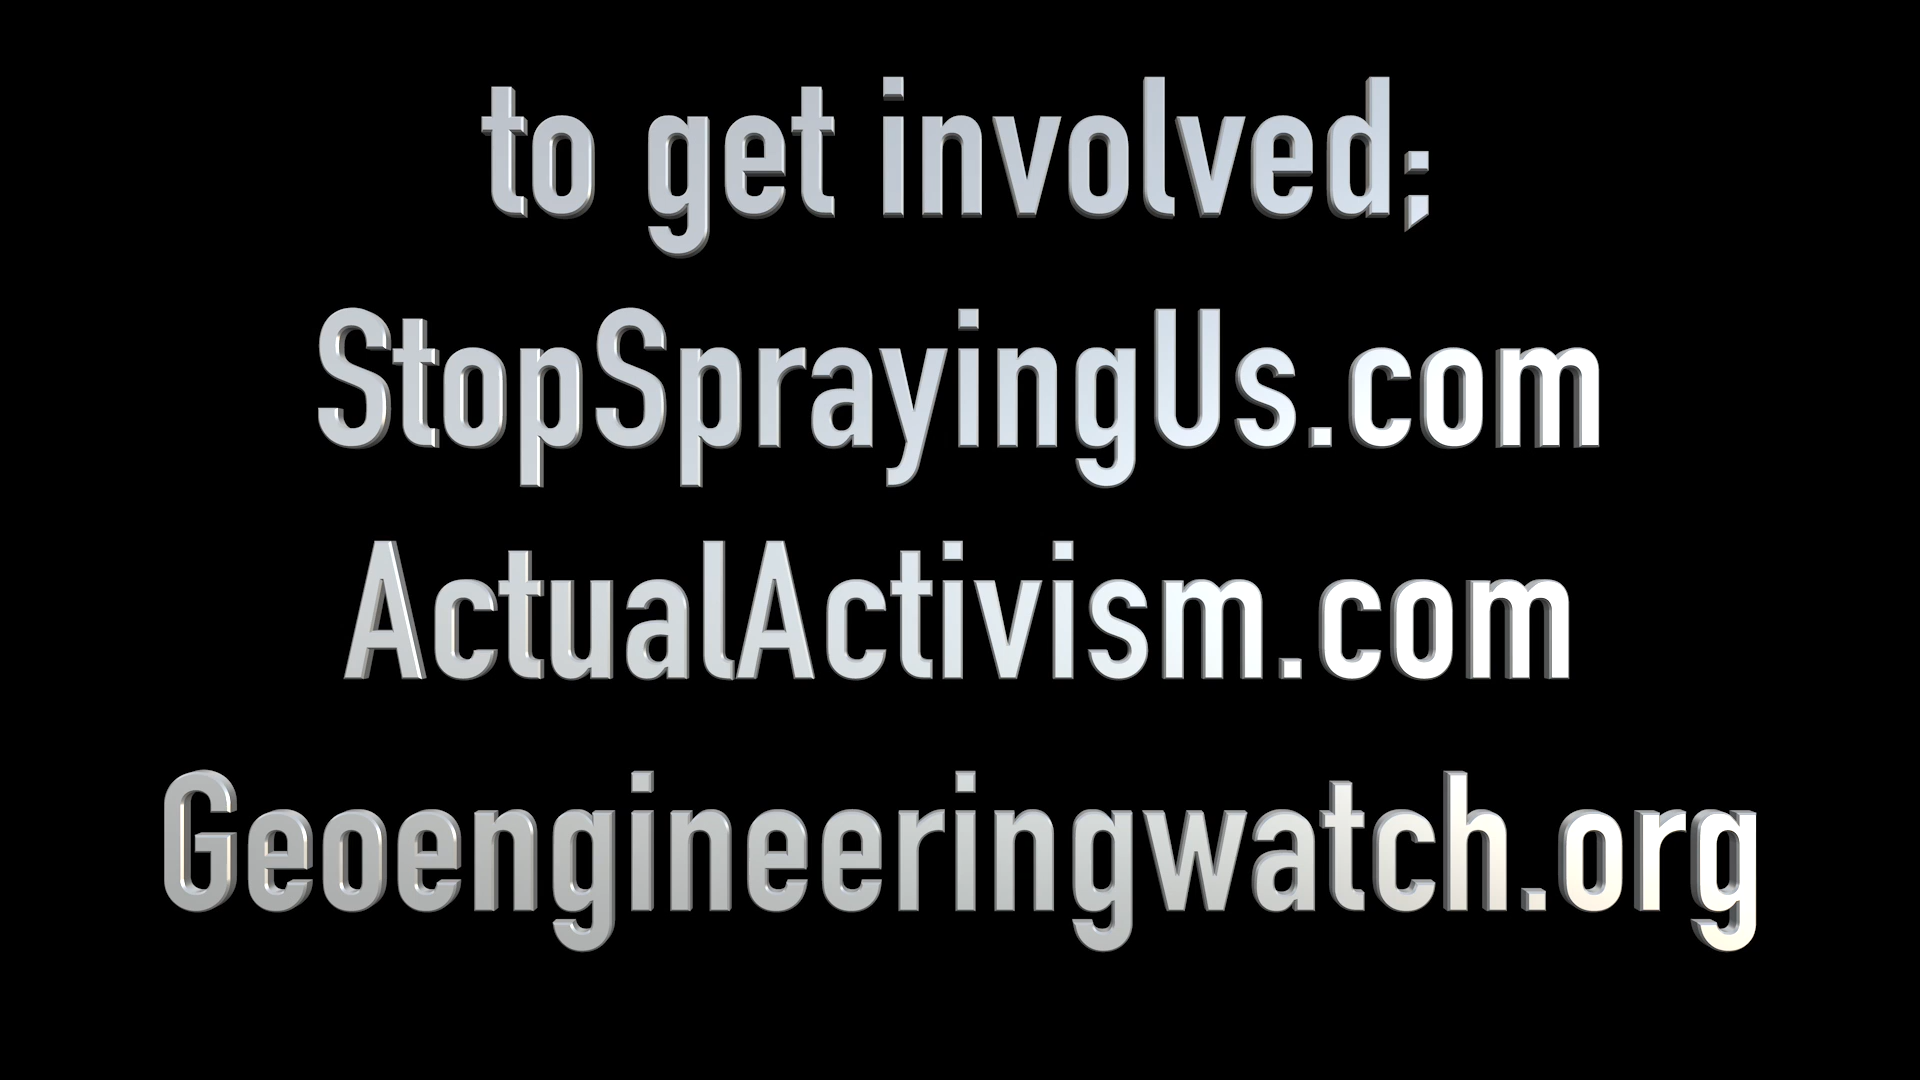 to get involved;
StopSprayingUs.com
ActualActivism.com
Geoengineeringwatch.org